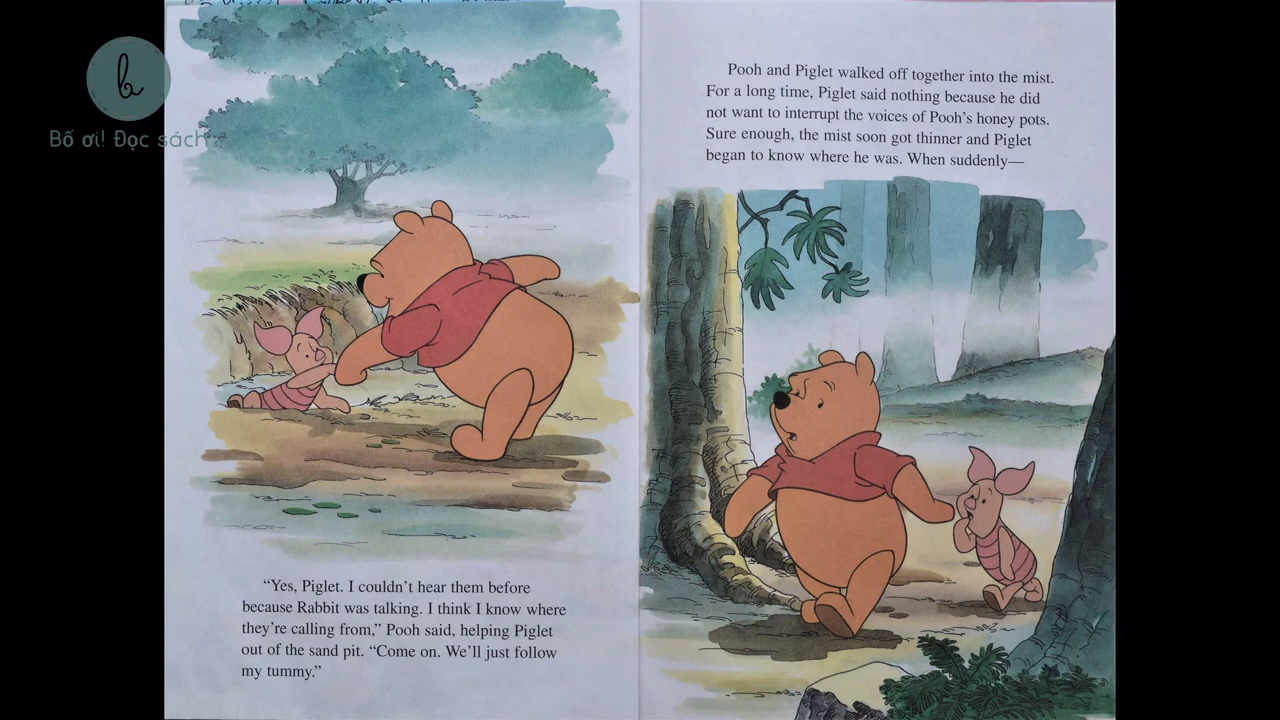 b
Bố ơi! Đọc sách
“Yes, Piglet. I couldn’t hear them before
because Rabbit was talking. I think I know where
they’re calling from,” Pooh said, helping Piglet
out of the sand pit. “Come on. We’ll just follow
my tummy.”
Pooh and Piglet walked off together into the mist.
For a long time, Piglet said nothing because he did
not want to interrupt the voices of Pooh’s honey pots.
Sure enough, the mist soon got thinner and Piglet
began to know where he was. When suddenly—